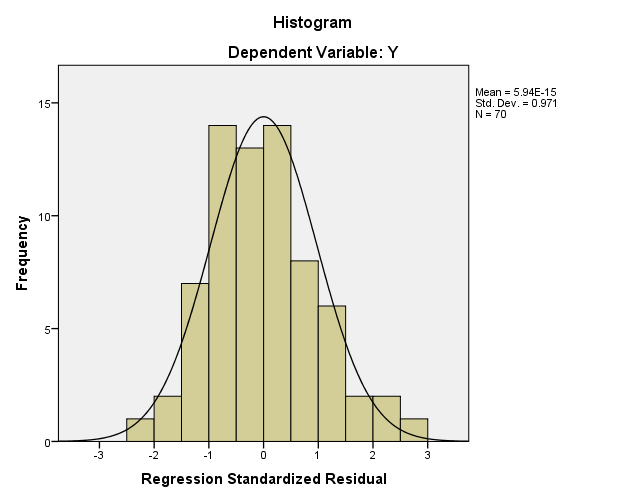 Histogram
Dependent Variable: Y
Mean = 5.94E-15
Std. Dev. = 0.971
N = 70
Frequency
15
10
5
0
-3 -2 -1 0 1 2 3
Regression Standardized Residual